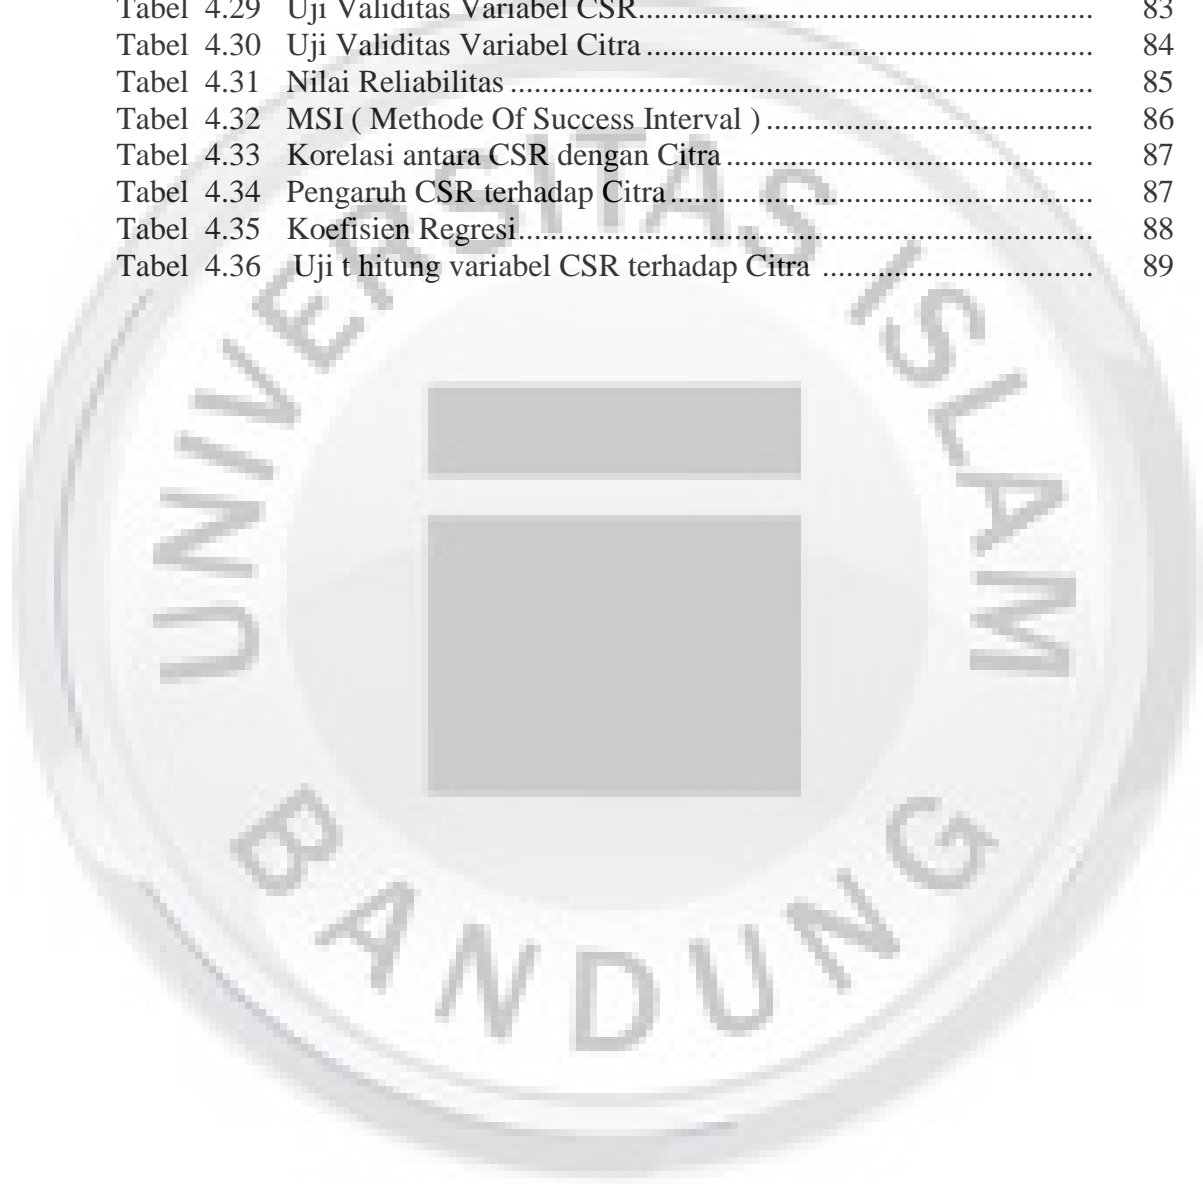 Tabel 4.29 Uji Validitas Variabel CSR.......................................................... 83
Tabel 4.30 Uji Validitas Variabel Citra ......................................................... 84
Tabel 4.31 Nilai Reliabilitas .......................................................................... 85
Tabel 4.32 MSI ( Methode Of Success Interval ) .......................................... 86
Tabel 4.33 Korelasi antara CSR dengan Citra ............................................... 87
Tabel 4.34 Pengaruh CSR terhadap Citra...................................................... 87
Tabel 4.35 Koefisien Regresi......................................................................... 88
Tabel 4.36 Uji t hitung variabel CSR terhadap Citra .................................. 89
UNIVERSITAS ISLAM
BANDUNG